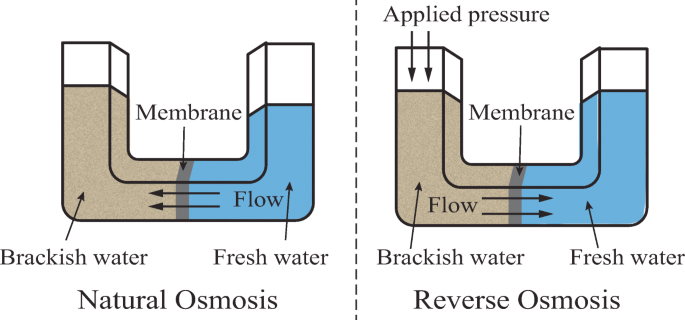 Membrane
Flow
Brackish water
Fresh water
Natural Osmosis
Applied pressure
Membrane
Flow
Brackish water
Fresh water
Reverse Osmosis